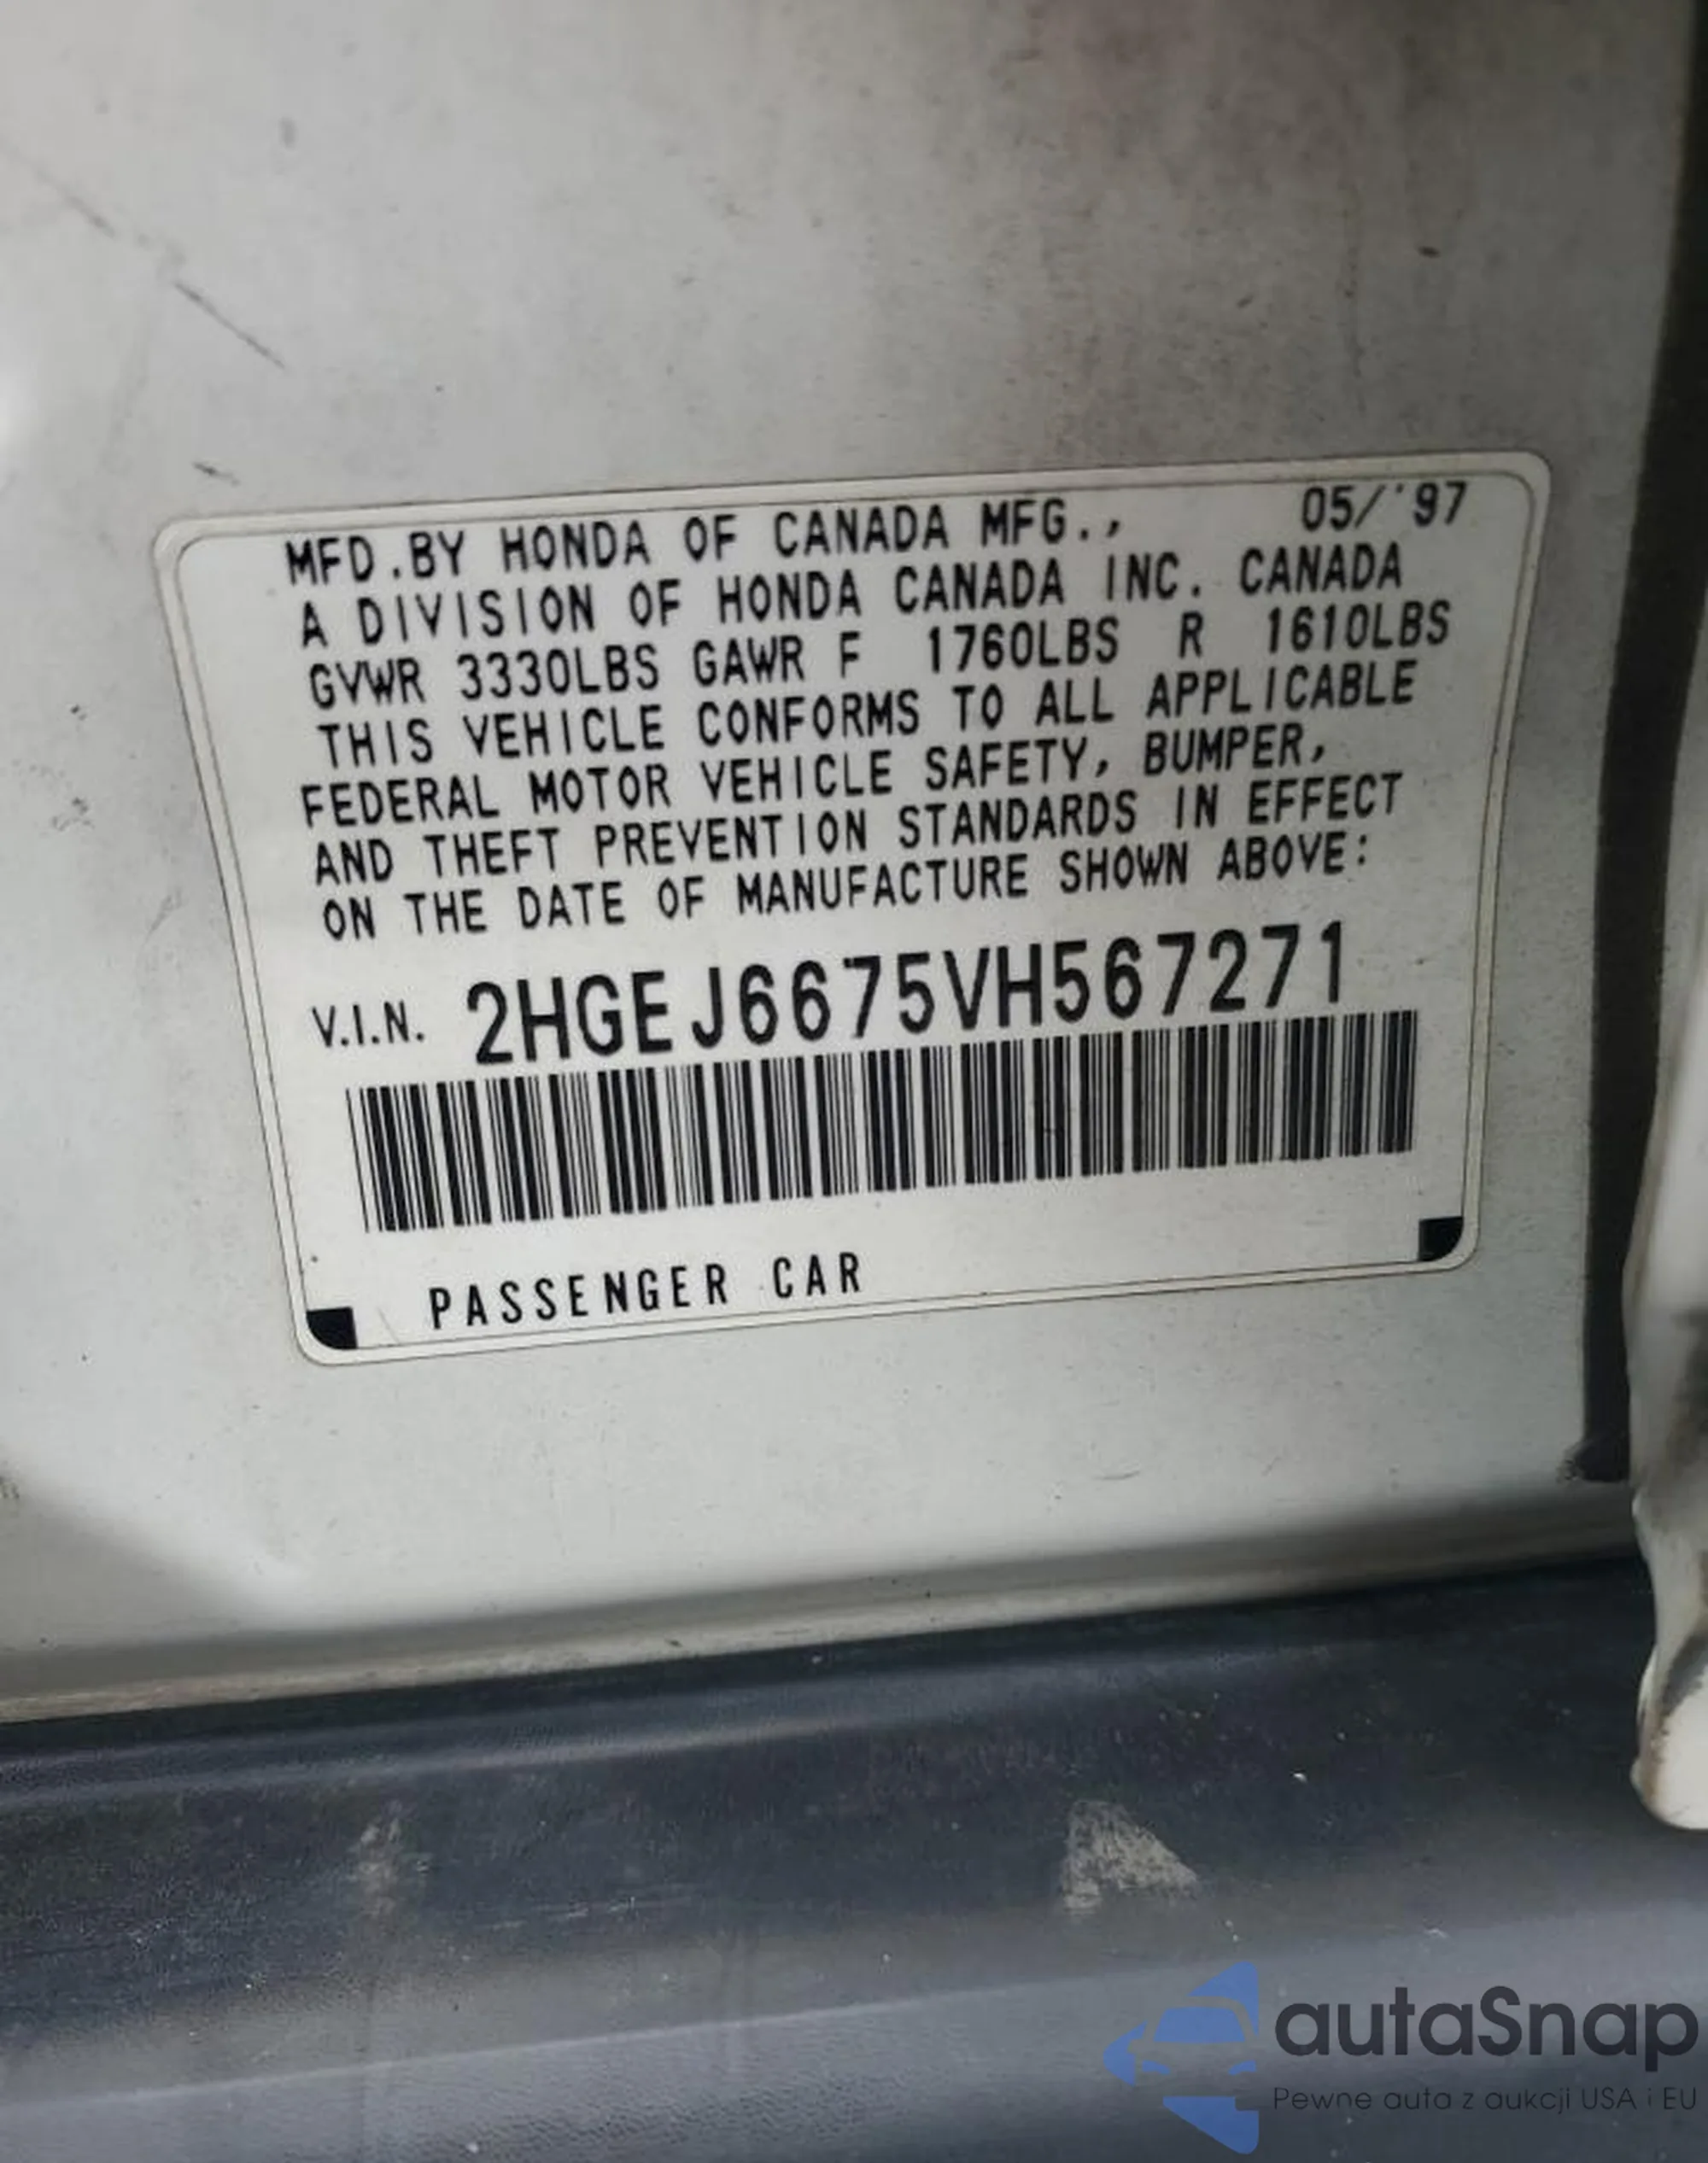 MFD.BY HONDA OF CANADA MFG., 05/'97
A DIVISION OF HONDA CANADA INC. CANADA
GVWR 3330LBS GAWR F 1760LBS R 1610LBS
THIS VEHICLE CONFORMS TO ALL APPLICABLE
FEDERAL MOTOR VEHICLE SAFETY, BUMPER,
AND THEFT PREVENTION STANDARDS IN EFFECT
ON THE DATE OF MANUFACTURE SHOWN ABOVE:
V.I.N. 2HGEJ6675VH567271
PASSENGER CAR
autaSnap
Pewne auta z aukcji USA i EU